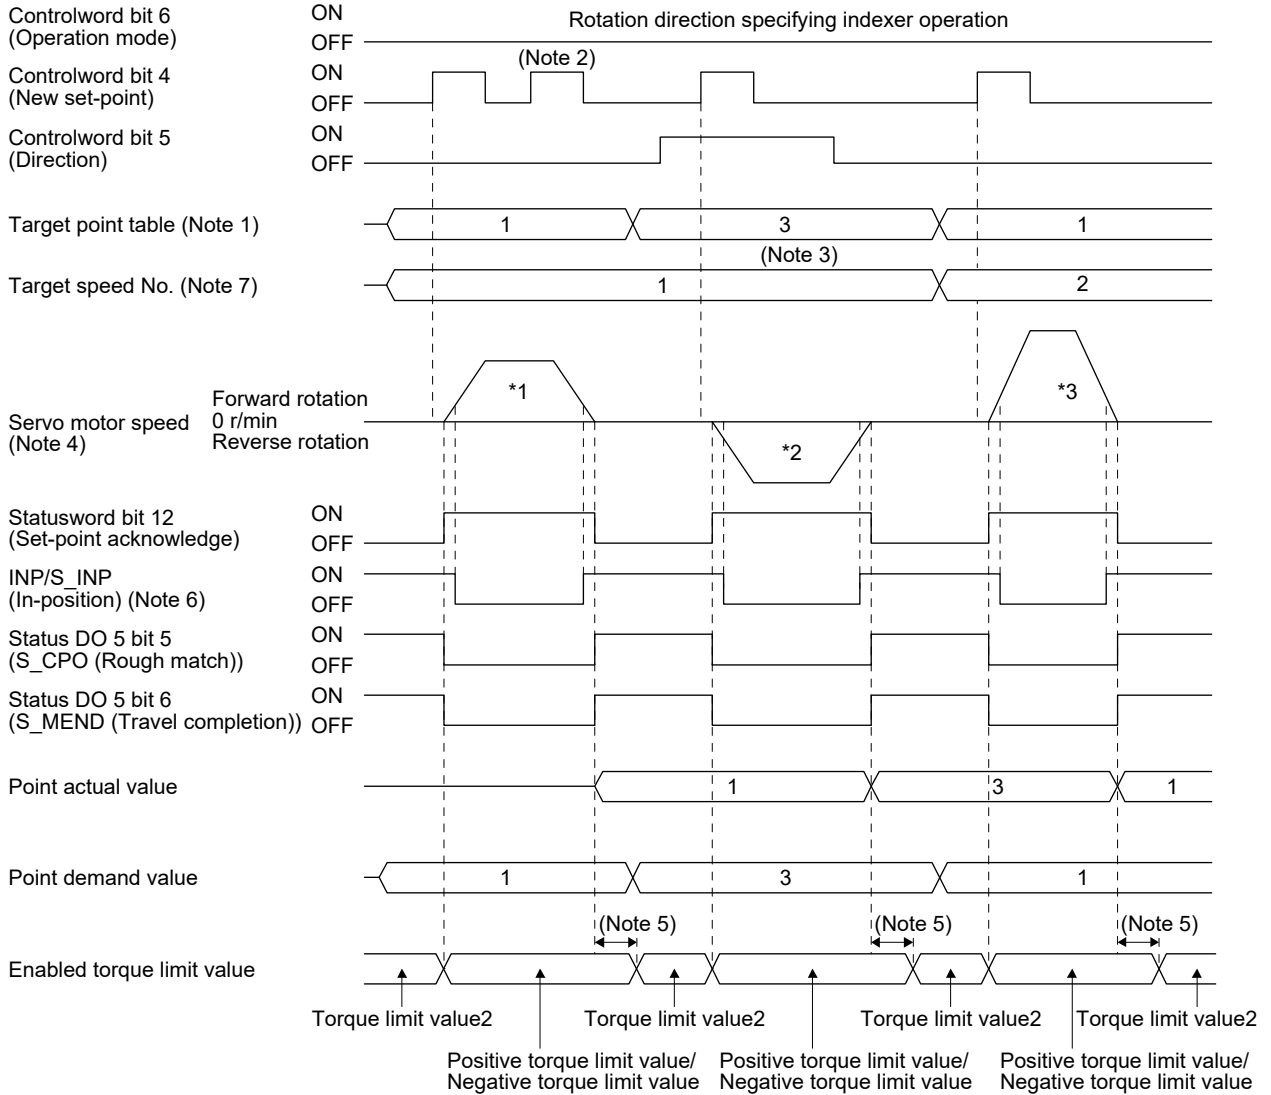 Controlword bit 6
(Operation mode)
ON
OFF
Rotation direction specifying indexer operation
Controlword bit 4
(New set-point)
ON
OFF
(Note 2)
Controlword bit 5
(Direction)
ON
OFF
Target point table (Note 1)
1
3
1
(Note 3)
Target speed No. (Note 7)
1
2
Servo motor speed
(Note 4)
Forward rotation
0 r/min
Reverse rotation
*1
*2
*3
Statusword bit 12
(Set-point acknowledge)
ON
OFF
INP/S_INP
(In-position) (Note 6)
ON
OFF
Status DO 5 bit 5
(S_CPO (Rough match))
ON
OFF
Status DO 5 bit 6
(S_MEND (Travel completion))
ON
OFF
Point actual value
1
3
1
Point demand value
1
3
1
(Note 5)
(Note 5)
(Note 5)
Enabled torque limit value
Torque limit value2
Torque limit value2
Torque limit value2
Torque limit value2
Positive torque limit value/
Negative torque limit value
Positive torque limit value/
Negative torque limit value
Positive torque limit value/
Negative torque limit value